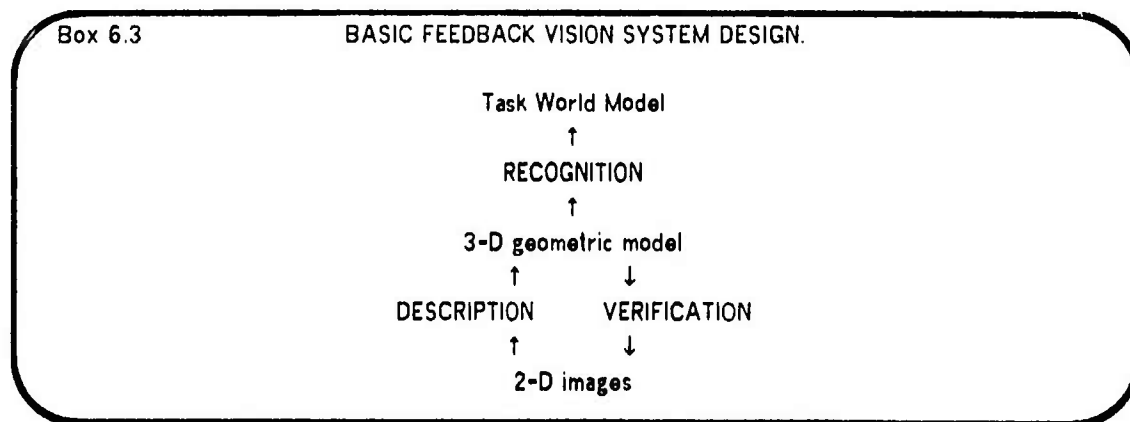 Box 6.3 BASIC FEEDBACK VISION SYSTEM DESIGN.
Task World Model
↑
RECOGNITION
↑
3-D geometric model
↑ ↓
DESCRIPTION VERIFICATION
↑ ↓
2-D images